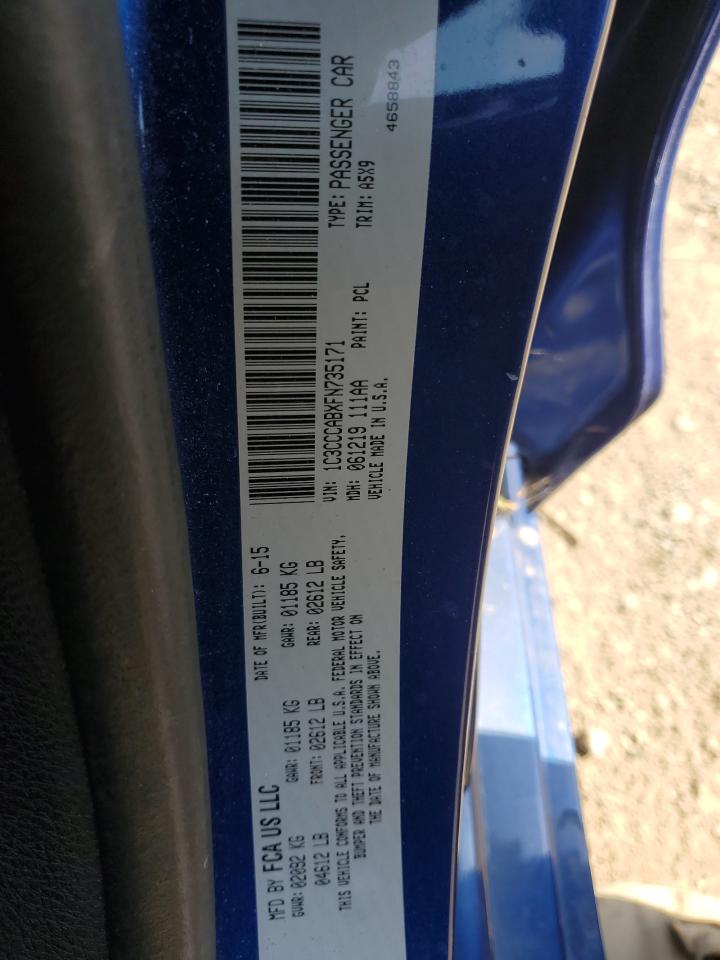 MFD BY FCA US LLC
DATE OF MFR(BUILT): 6-15
GVWR: 02092 KG
GAWR: 01185 KG
GAWR: 01185 KG
04612 LB
FRONT: 02612 LB
REAR: 02612 LB
THIS VEHICLE CONFORMS TO ALL APPLICABLE U.S.A. FEDERAL MOTOR VEHICLE SAFETY,
BUMPER AND THEFT PREVENTION STANDARDS IN EFFECT ON
THE DATE OF MANUFACTURE SHOWN ABOVE.
VIN: 1C3CCCABXFN735171
TYPE: PASSENGER CAR
MDH: 061219 111AA
PAINT: PCL
TRIM: A5X9
VEHICLE MADE IN U.S.A.
4658843